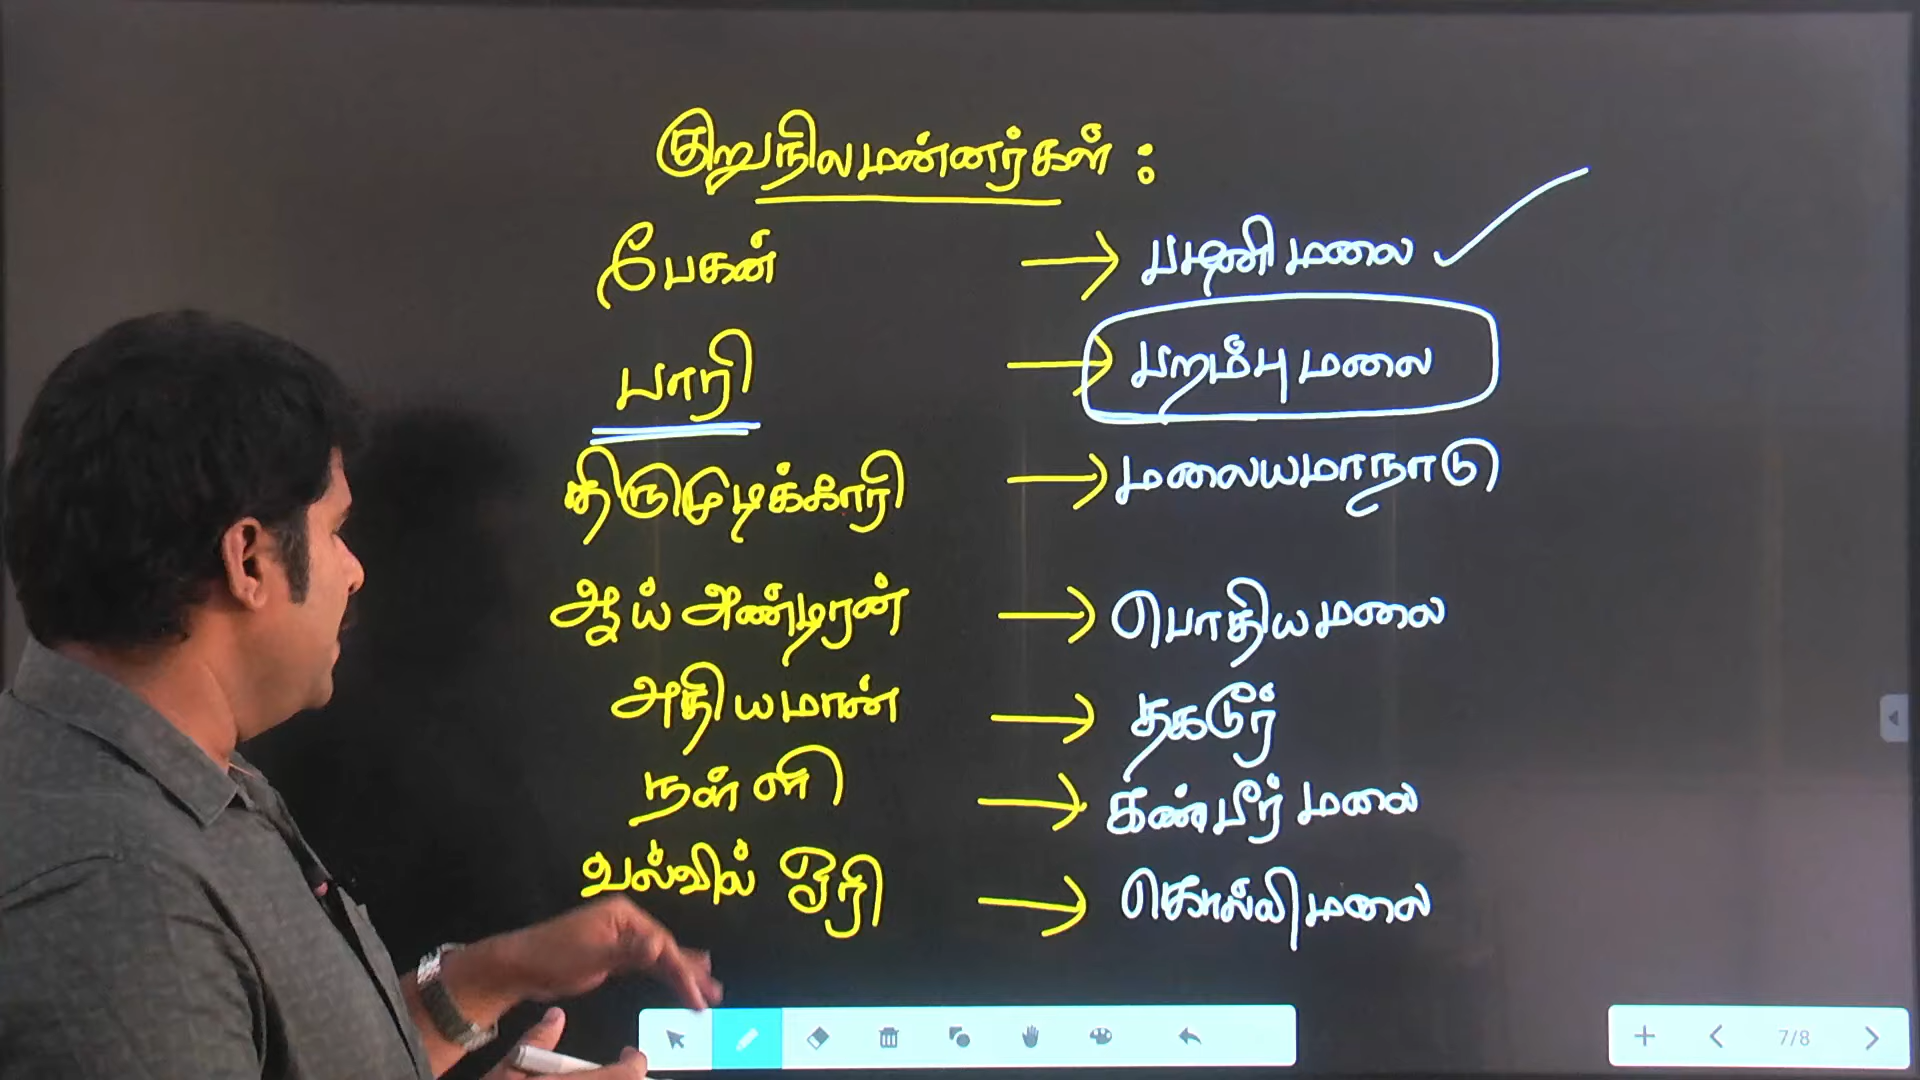 குறுநிலமன்னர்கள் :
பேகன் → பழனி மலை ✓
பாரி → பறம்பு மலை
திருமுடிக்காரி → மலையமாநாடு
ஆய் அண்டிரன் → பொதிய மலை
அதியமான் → தகடூர்
நள்ளி → கண்பீர் மலை
வல்வில் ஓரி → கொல்லி மலை
7/8